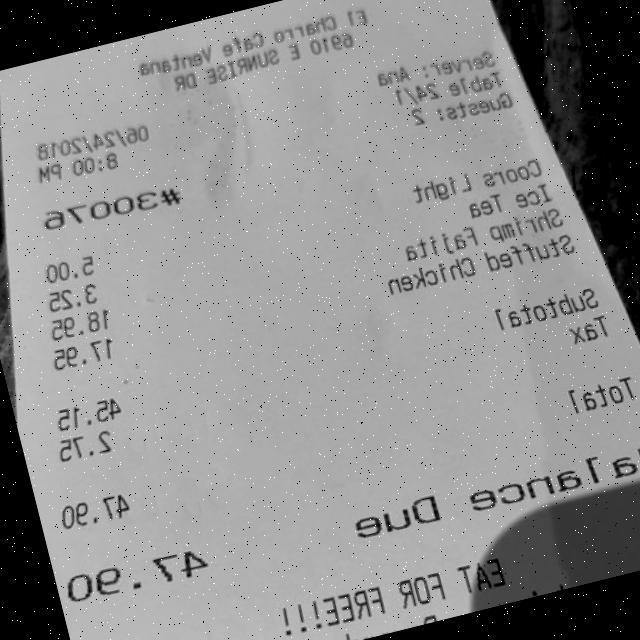 El Charro Cafe Ventana
6910 E SUNRISE DR
Server: Ana
Table 24/1
Guests: 2
06/24/2018
8:00 PM
#30076
Coors Light 5.00
Ice Tea 3.25
Shrimp Fajita 18.95
Stuffed Chicken 17.95
Subtotal 45.15
Tax 2.75
Total 47.90
Balance Due 47.90
EAT FOR FREE!!!